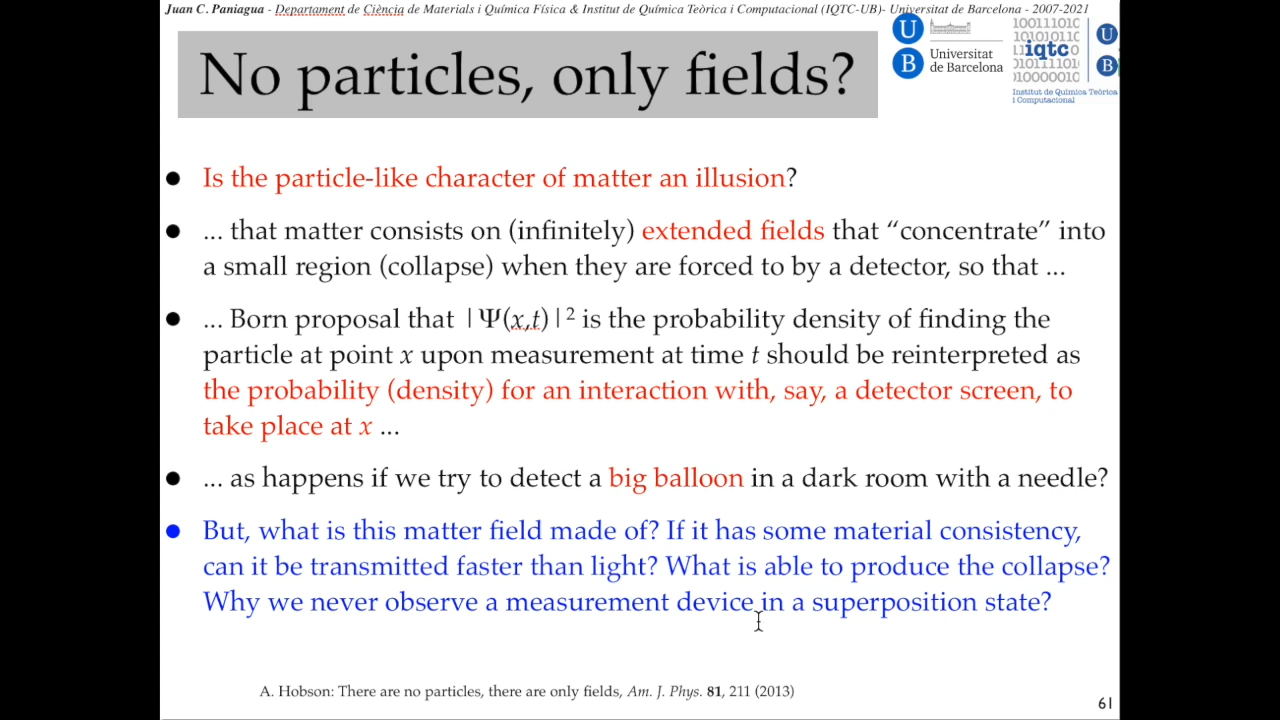 Juan C. Paniagua - Departament de Ciència de Materials i Química Física & Institut de Química Teòrica i Computacional (IQTC-UB)- Universitat de Barcelona - 2007-2021
No particles, only fields?
U
B
Universitat
de Barcelona
100111010
10101011C
iqtc
101110101
)10000010
Institut de Química Teòrica
i Computacional
U
B
● Is the particle-like character of matter an illusion?
● ... that matter consists on (infinitely) extended fields that “concentrate” into
a small region (collapse) when they are forced to by a detector, so that ...
● ... Born proposal that |Ψ(x,t)|² is the probability density of finding the
particle at point x upon measurement at time t should be reinterpreted as
the probability (density) for an interaction with, say, a detector screen, to
take place at x ...
● ... as happens if we try to detect a big balloon in a dark room with a needle?
● But, what is this matter field made of? If it has some material consistency,
can it be transmitted faster than light? What is able to produce the collapse?
Why we never observe a measurement device in a superposition state?
A. Hobson: There are no particles, there are only fields, Am. J. Phys. 81, 211 (2013)
61